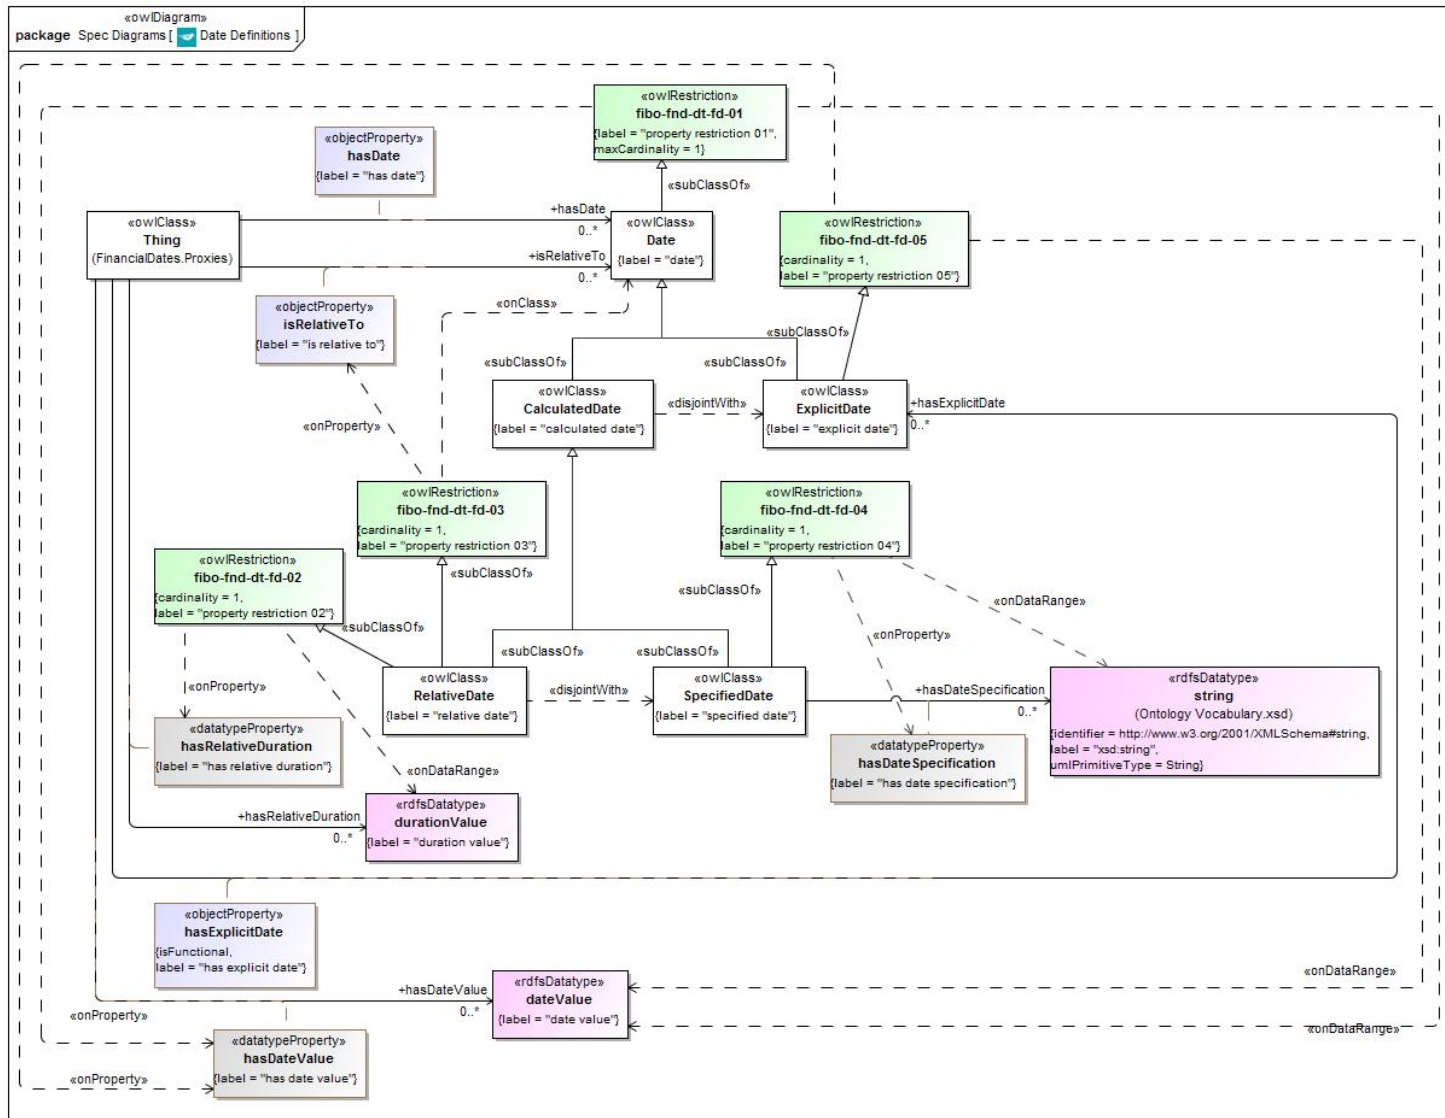 «owlDiagram»
package Spec Diagrams [ Date Definitions ]
«owlRestriction»
fibo-fnd-dt-fd-01
{label = "property restriction 01",
maxCardinality = 1}
«objectProperty»
hasDate
{label = "has date"}
«subClassOf»
«owlClass»
Thing
(FinancialDates.Proxies)
+hasDate
0..*
+isRelativeTo
0..*
«owlClass»
Date
{label = "date"}
«owlRestriction»
fibo-fnd-dt-fd-05
{cardinality = 1,
label = "property restriction 05"}
«objectProperty»
isRelativeTo
{label = "is relative to"}
«onClass»
«subClassOf»
«subClassOf»
«subClassOf»
«owlClass»
CalculatedDate
{label = "calculated date"}
«disjointWith»
«owlClass»
ExplicitDate
{label = "explicit date"}
+hasExplicitDate
0..*
«onProperty»
«owlRestriction»
fibo-fnd-dt-fd-03
{cardinality = 1,
label = "property restriction 03"}
«owlRestriction»
fibo-fnd-dt-fd-04
{cardinality = 1,
label = "property restriction 04"}
«owlRestriction»
fibo-fnd-dt-fd-02
{cardinality = 1,
label = "property restriction 02"}
«subClassOf»
«subClassOf»
«onDataRange»
«subClassOf»
«onProperty»
«subClassOf»
«subClassOf»
«owlClass»
RelativeDate
{label = "relative date"}
«disjointWith»
«owlClass»
SpecifiedDate
{label = "specified date"}
+hasDateSpecification
0..*
«rdfsDatatype»
string
(Ontology Vocabulary.xsd)
{identifier = http://www.w3.org/2001/XMLSchema#string,
label = "xsd:string",
umlPrimitiveType = String}
«onProperty»
«datatypeProperty»
hasRelativeDuration
{label = "has relative duration"}
«datatypeProperty»
hasDateSpecification
{label = "has date specification"}
«onDataRange»
+hasRelativeDuration
0..*
«rdfsDatatype»
durationValue
{label = "duration value"}
«objectProperty»
hasExplicitDate
{isFunctional,
label = "has explicit date"}
«onDataRange»
+hasDateValue
0..*
«rdfsDatatype»
dateValue
{label = "date value"}
«onProperty»
«onDataRange»
«datatypeProperty»
hasDateValue
{label = "has date value"}
«onProperty»